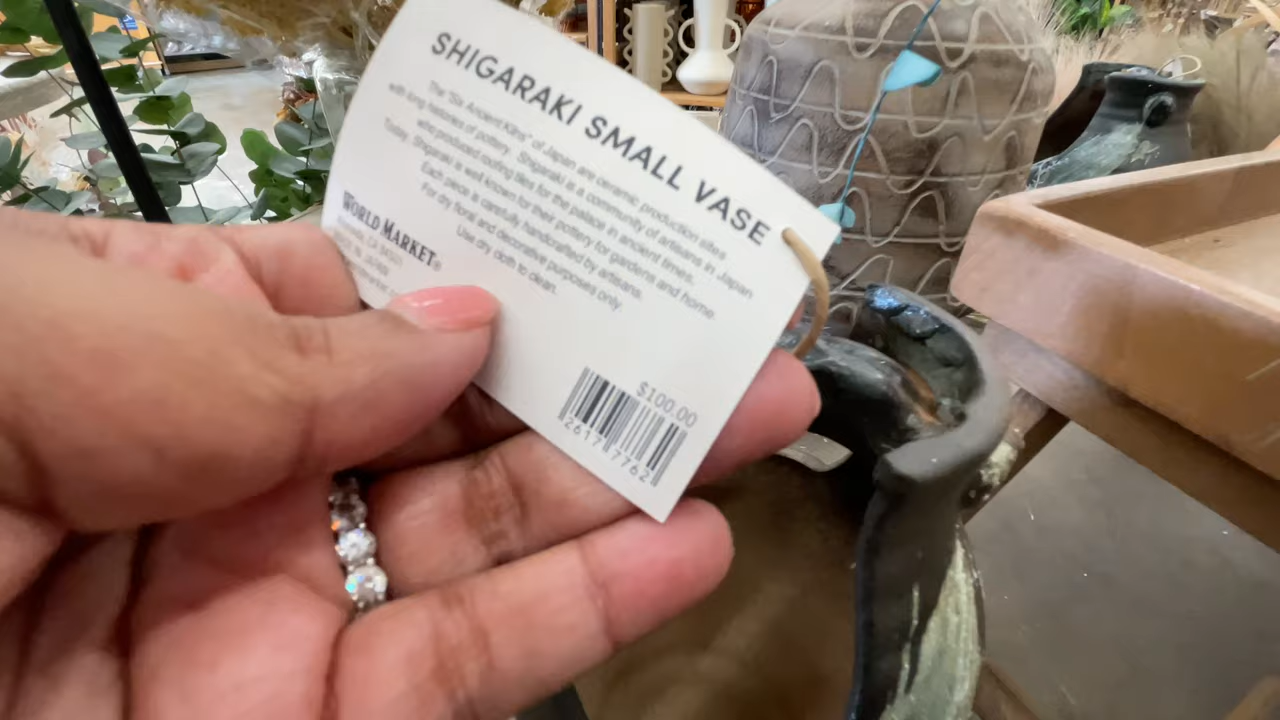 SHIGARAKI SMALL VASE
The "Six Ancient Kilns" of Japan are ceramic production sites
with long histories of pottery. Shigaraki is a community of artisans in Japan
who produced roofing tiles for the palace in ancient times.
Today, Shigaraki is well known for their pottery for gardens and home.
Each piece is carefully handcrafted by artisans.
For dry floral and decorative purposes only.
Use dry cloth to clean.
WORLD MARKET®
$100.00
26177762